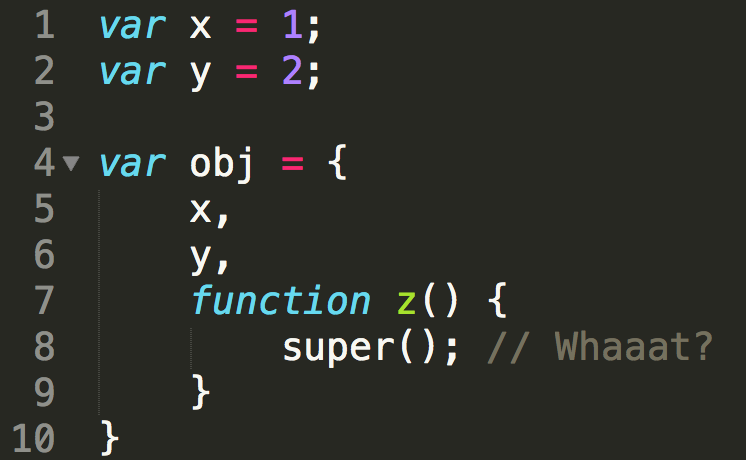 1 var x = 1;
2 var y = 2;
3
4 var obj = {
5     x,
6     y,
7     function z() {
8         super(); // Whaaat?
9     }
10 }